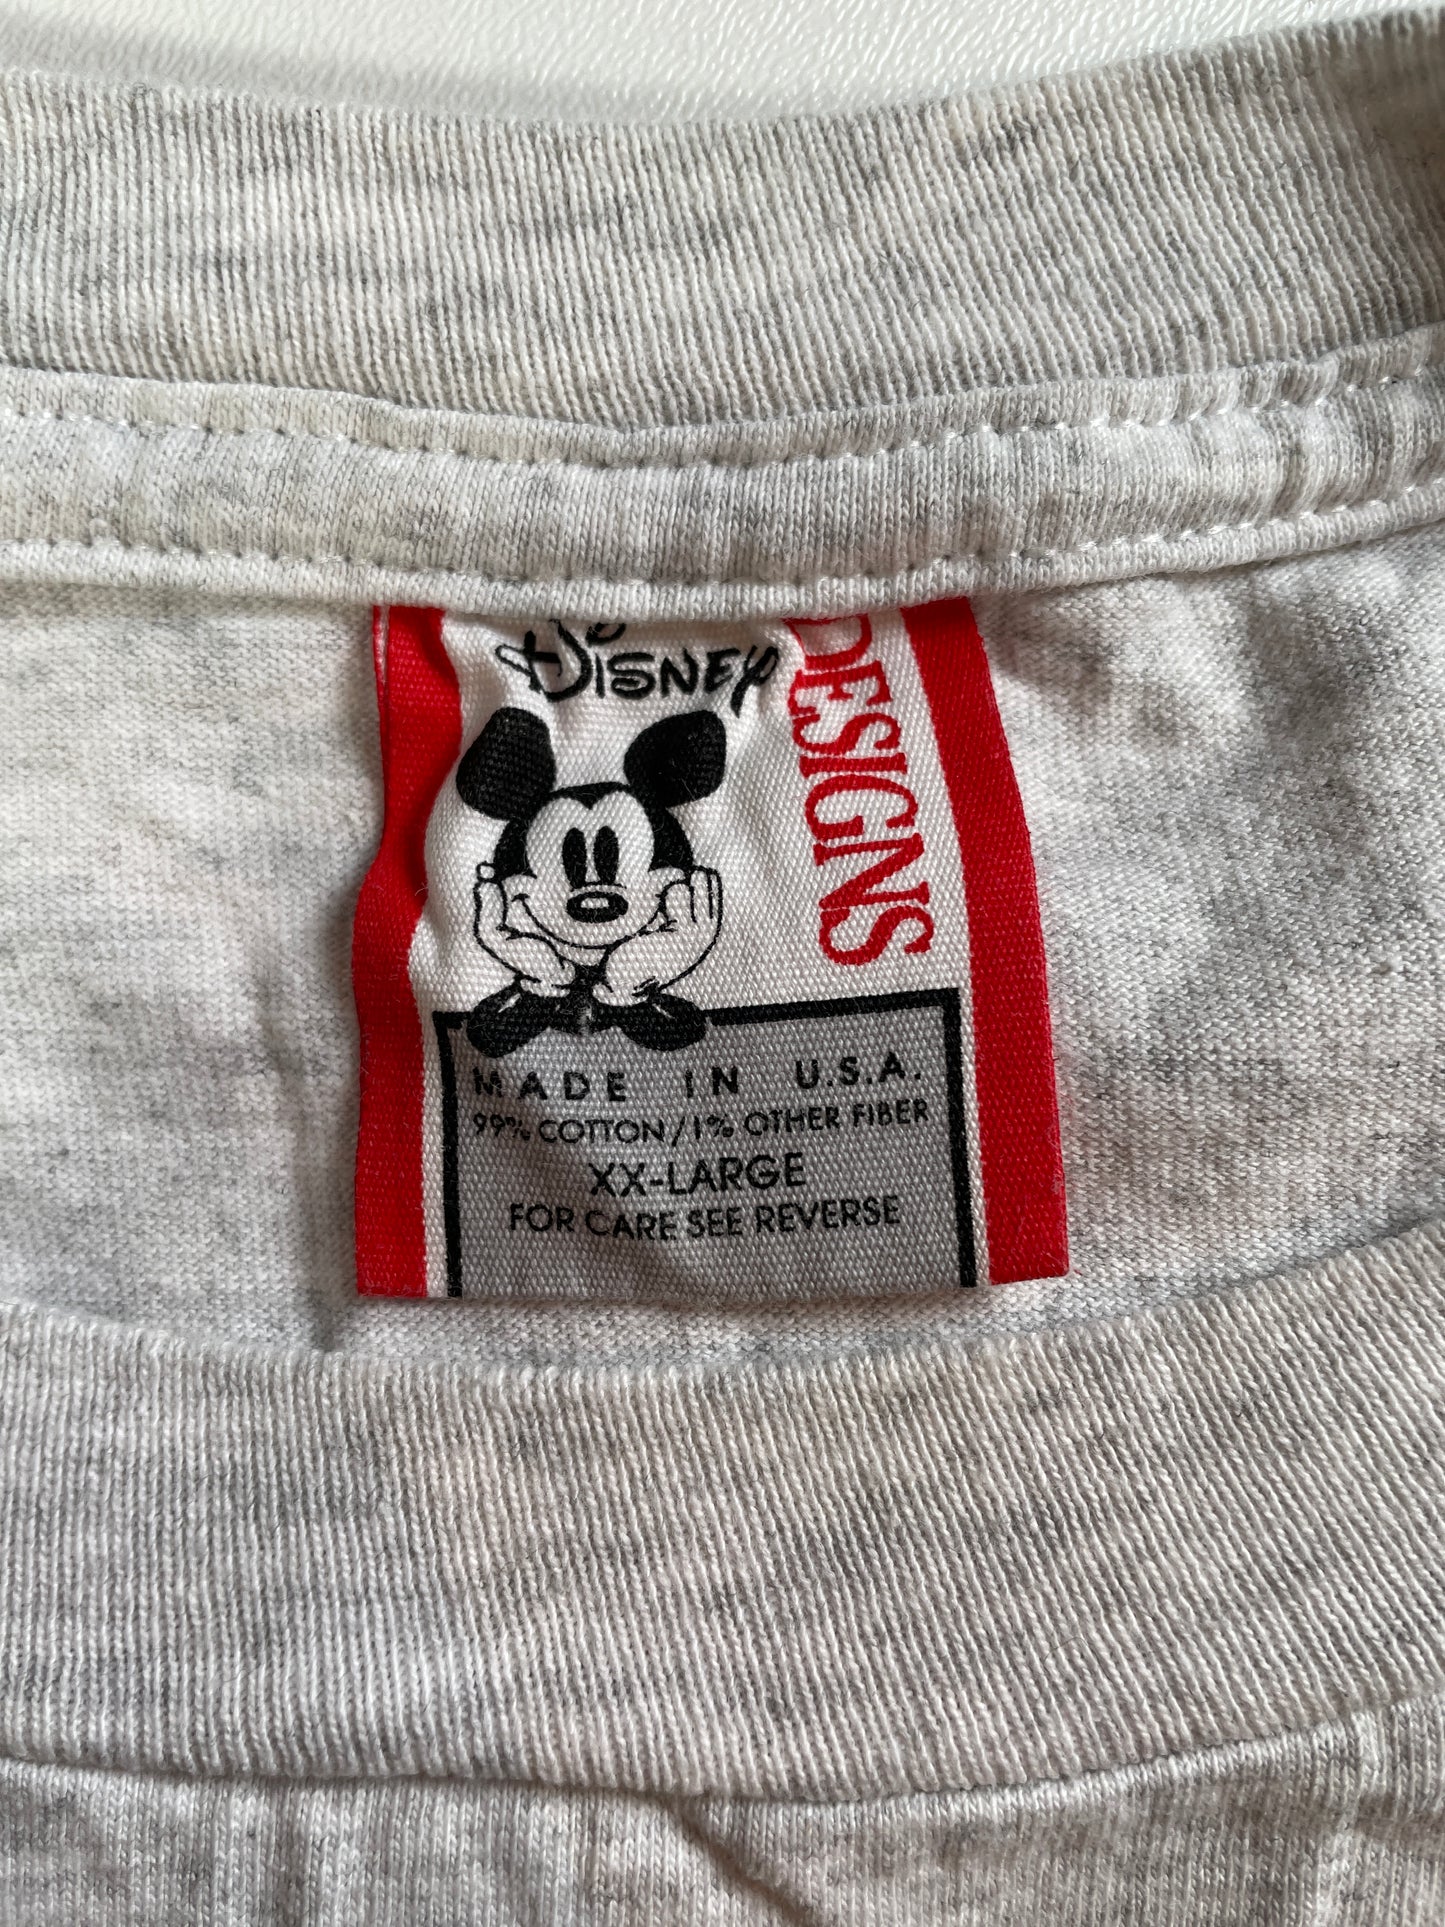 Disney
DESIGNS
MADE IN U.S.A.
99% COTTON/1% OTHER FIBER
XX-LARGE
FOR CARE SEE REVERSE